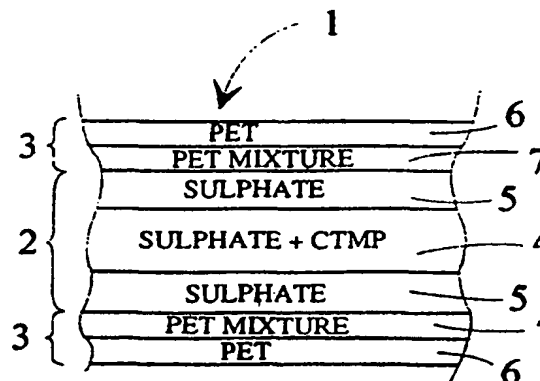 1
PET 6
3
PET MIXTURE 7
SULPHATE 5
2
SULPHATE + CTMP 4
SULPHATE 5
3
PET MIXTURE
PET 6